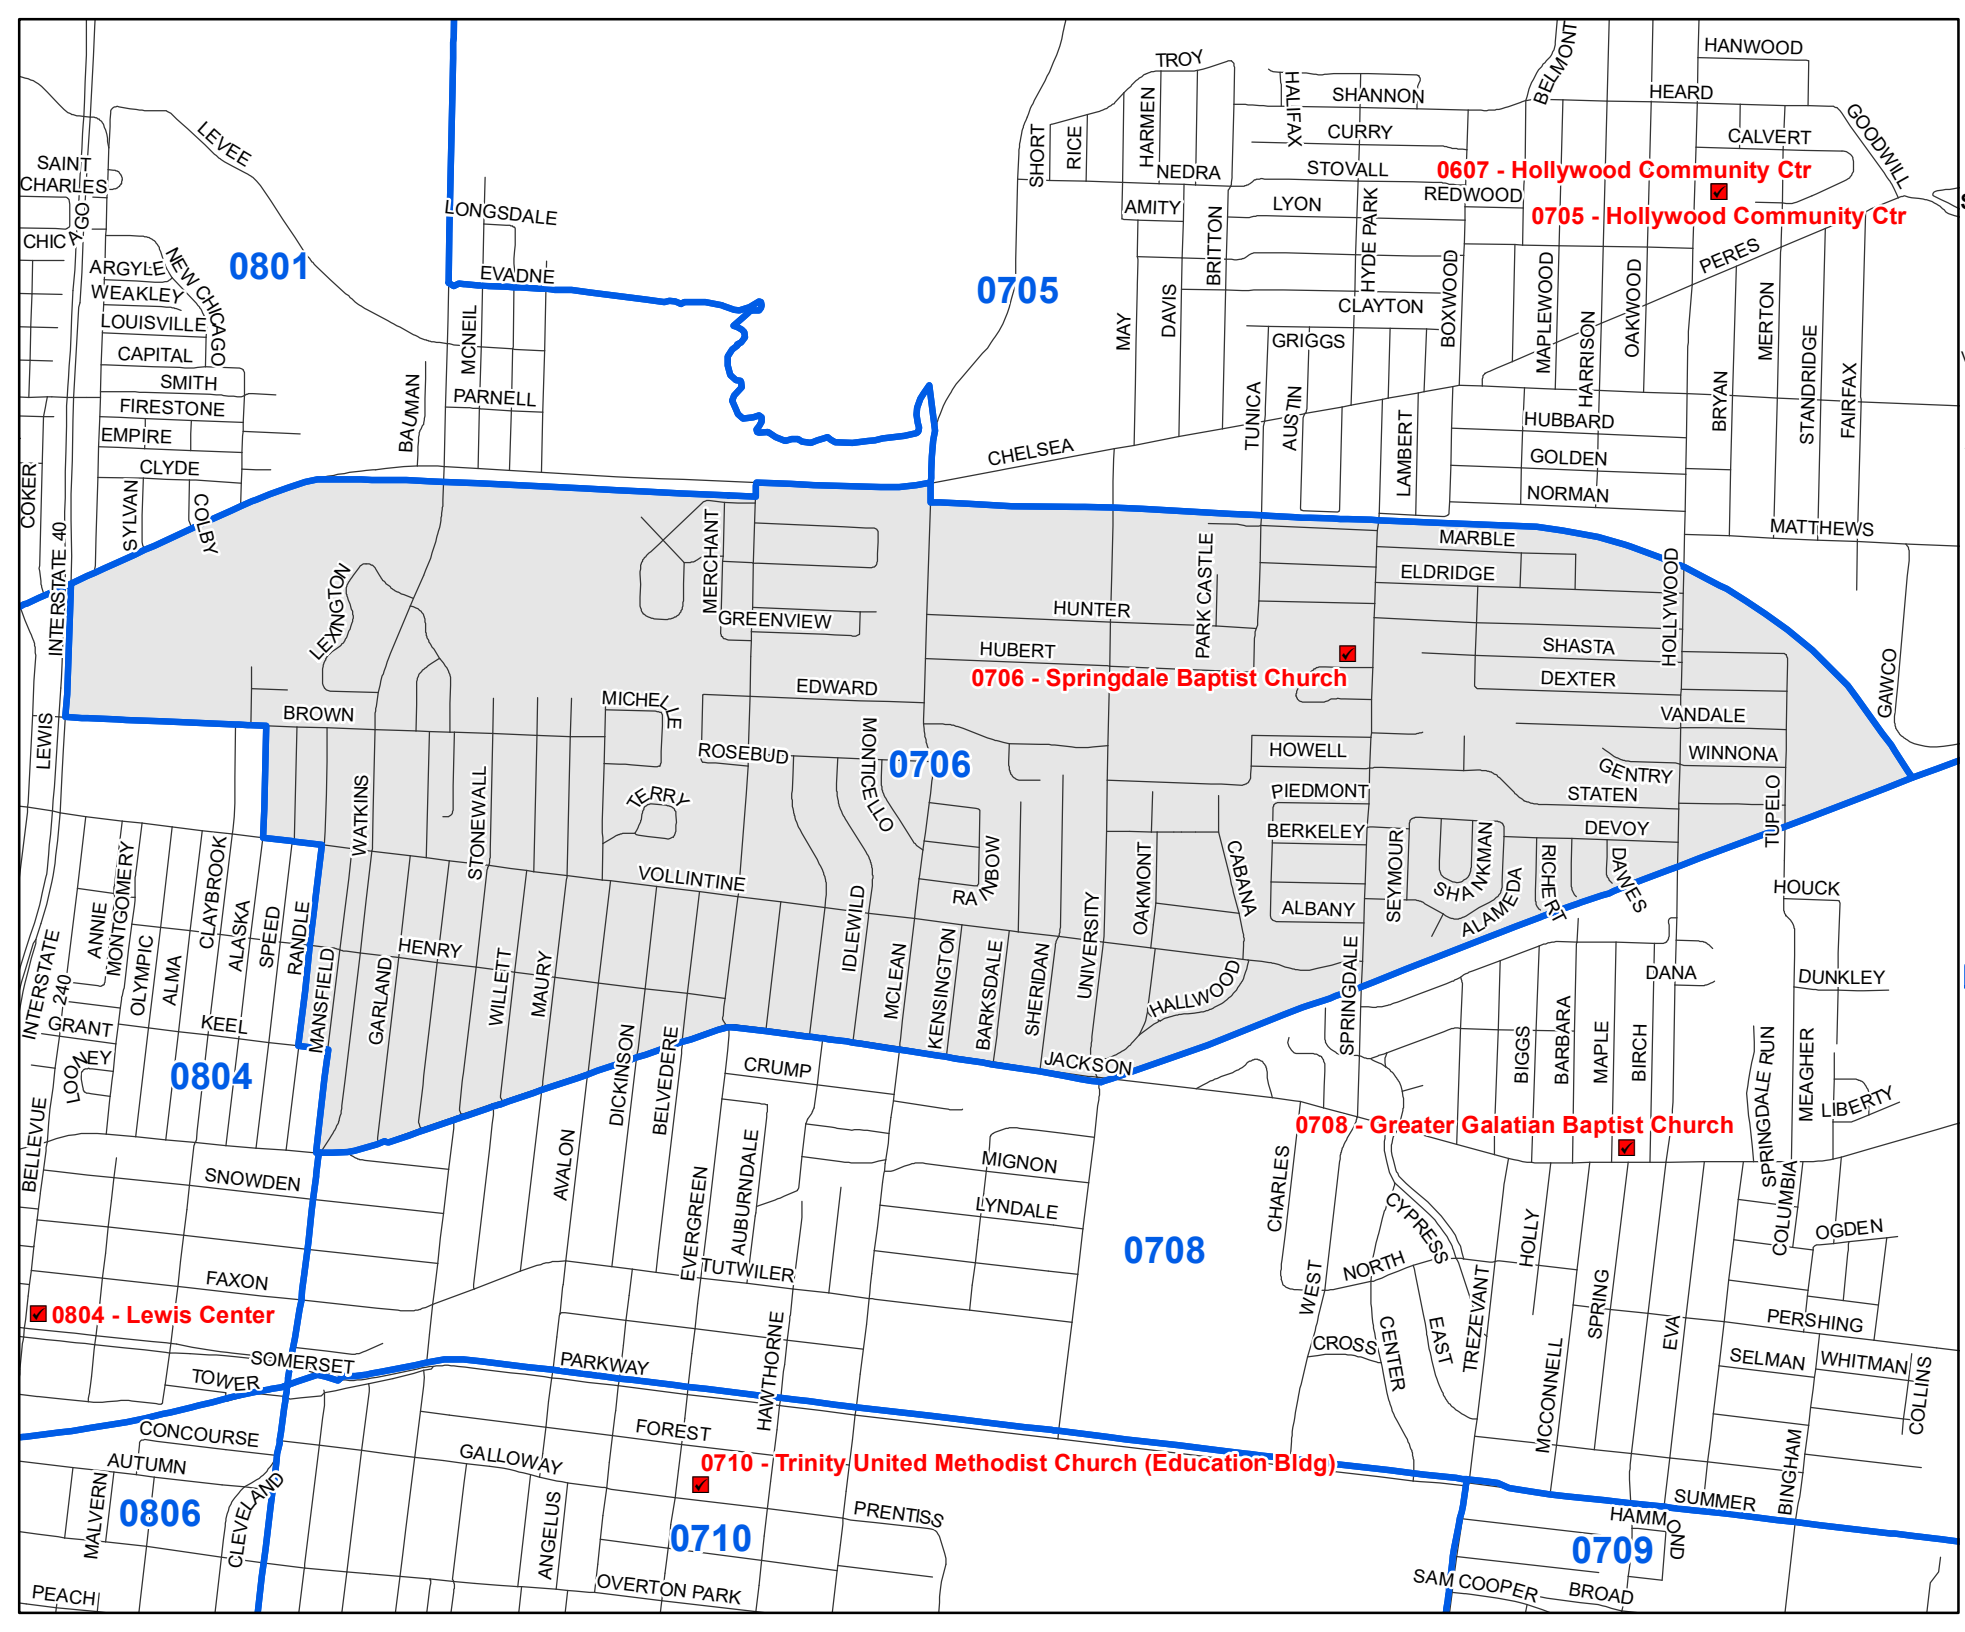 HANWOOD
BELMONT
TROY
HALIFAX
SHANNON
HEARD
GOODWILL
LEVEE
HARMEN
CURRY
CALVERT
SHORT
RICE
SAINT
CHARLES
NEDRA
STOVALL
0607 - Hollywood Community Ctr
REDWOOD
LONGSDALE
AMITY
LYON
HYDE PARK
0705 - Hollywood Community Ctr
CHIC
AGO
BRITTON
PERES
0801
NEW CHICAGO
ARGYLE
EVADNE
0705
BOXWOOD
MAPLEWOOD
OAKWOOD
WEAKLEY
CLAYTON
MERTON
LOUISVILLE
MCNEIL
MAY
DAVIS
GRIGGS
HARRISON
STANDRIDGE
CAPITAL
SMITH
BAUMAN
PARNELL
TUNICA
AUSTIN
LAMBERT
BRYAN
FAIRFAX
FIRESTONE
HUBBARD
EMPIRE
CHELSEA
GOLDEN
CLYDE
COKER
SYLVAN
COLBY
NORMAN
MATTHEWS
INTERSTATE 40
MERCHANT
PARK CASTLE
MARBLE
HOLLYWOOD
LEXINGTON
ELDRIDGE
HUNTER
GREENVIEW
HUBERT
SHASTA
0706 - Springdale Baptist Church
DEXTER
GAWCO
EDWARD
MICHELLE
BROWN
VANDALE
LEWIS
MONTICELLO
ROSEBUD
0706
HOWELL
WINNONA
GENTRY
WATKINS
STONEWALL
TERRY
PIEDMONT
STATEN
TUPELO
BERKELEY
DEVOY
MONTGOMERY
CLAYBROOK
RAINBOW
OAKMONT
CABANA
SEYMOUR
SHANKMAN
RICHERT
DAWES
VOLLINTINE
HOUCK
ANNIE
ALASKA
SPEED
RANDLE
IDLEWILD
UNIVERSITY
ALBANY
ALAMEDA
INTERSTATE
240
OLYMPIC
ALMA
MANSFIELD
HENRY
GARLAND
WILLETT
MAURY
MCLEAN
KENSINGTON
BARKSDALE
SHERIDAN
HALLWOOD
SPRINGDALE
DANA
DUNKLEY
GRANT
KEEL
DICKINSON
BELVEDERE
JACKSON
BIGGS
BARBARA
MAPLE
BIRCH
SPRINGDALE RUN
MEAGHER
LOONEY
0804
CRUMP
LIBERTY
BELLEVUE
0708 - Greater Galatian Baptist Church
AVALON
AUBURNDALE
EVERGREEN
MIGNON
CHARLES
SNOWDEN
LYNDALE
CYPRESS
HOLLY
COLUMBIA
OGDEN
0708
FAXON
TUTWILER
WEST
NORTH
TREZEVANT
SPRING
0804 - Lewis Center
HAWTHORNE
CROSS
CENTER
EAST
EVA
PERSHING
SOMERSET
PARKWAY
MCCONNELL
SELMAN
WHITMAN
COLLINS
TOWER
CONCOURSE
FOREST
BINGHAM
AUTUMN
GALLOWAY
0710 - Trinity United Methodist Church (Education Bldg)
MALVERN
CLEVELAND
SUMMER
0806
ANGELUS
PRENTISS
HAMMOND
0710
0709
PEACH
OVERTON PARK
SAM COOPER
BROAD